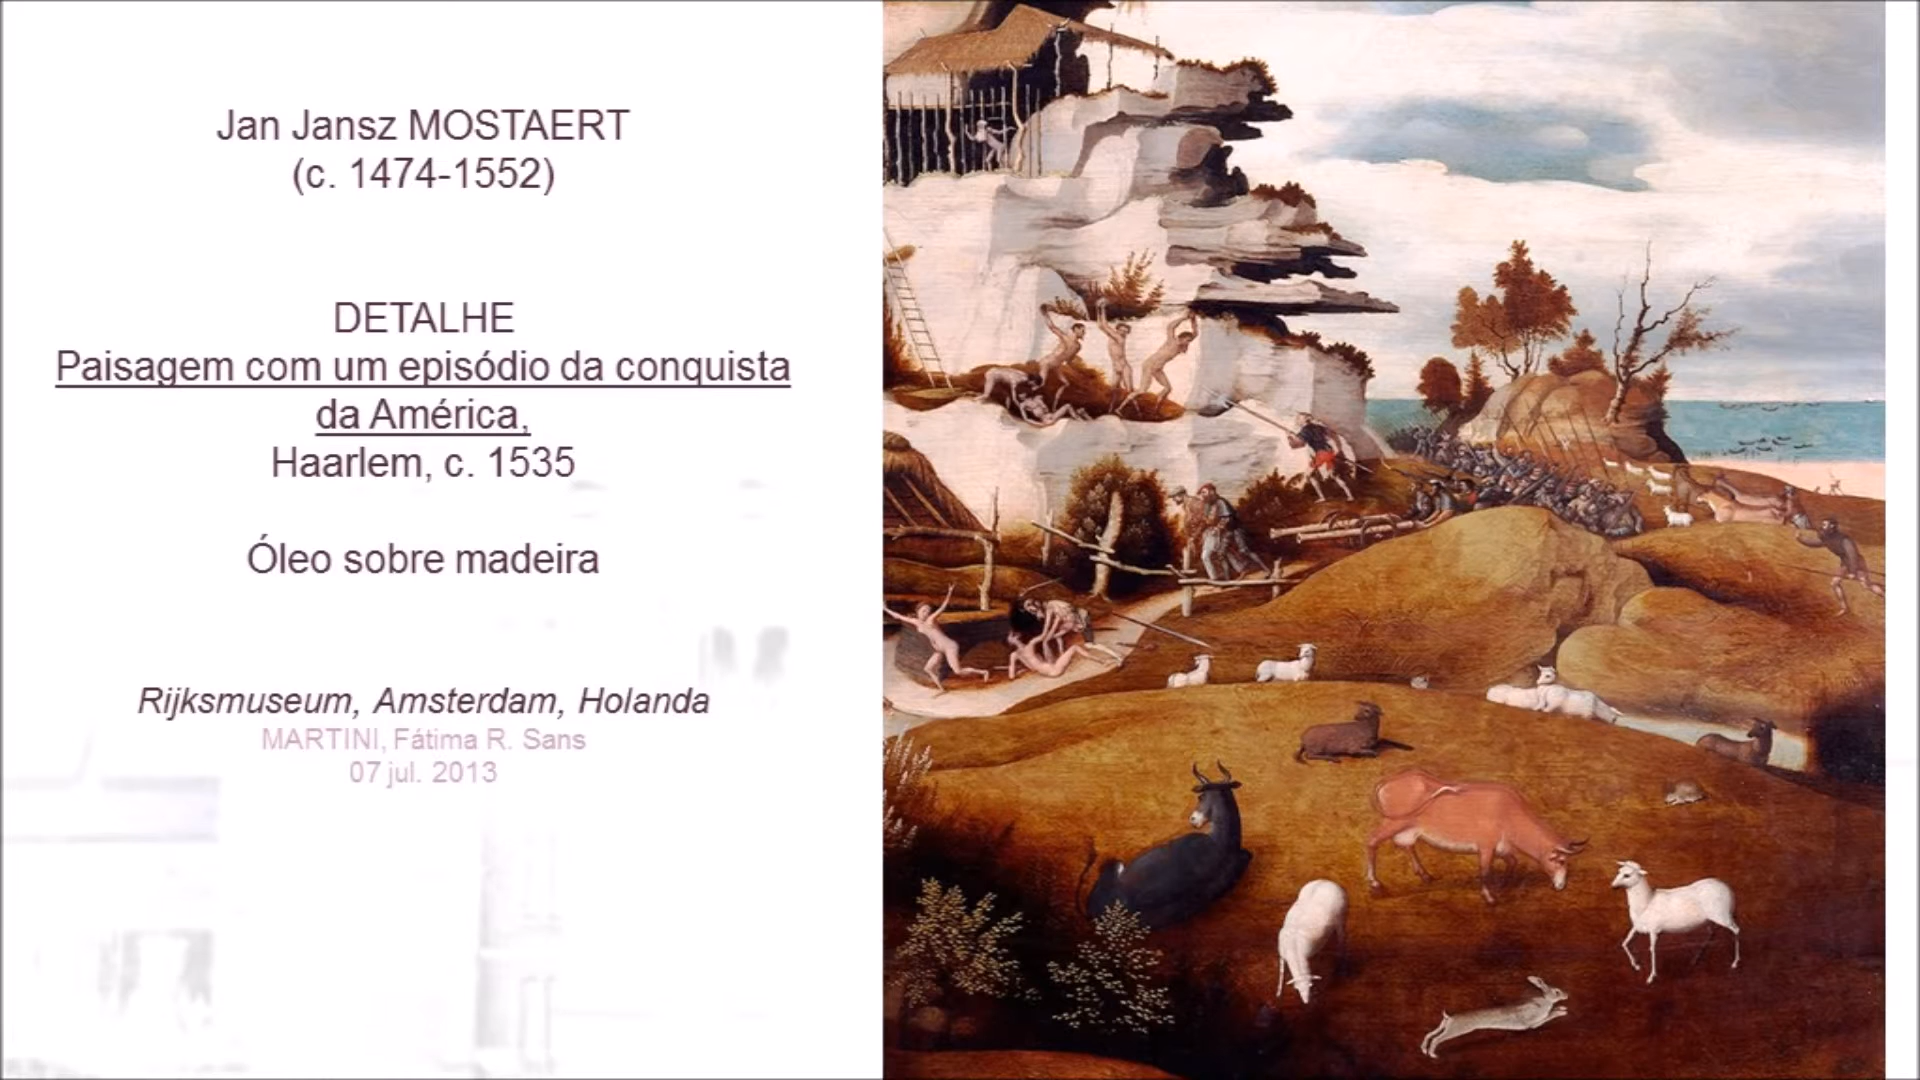 Jan Jansz MOSTAERT
(c. 1474-1552)
DETALHE
Paisagem com um episódio da conquista
da América,
Haarlem, c. 1535
Óleo sobre madeira
Rijksmuseum, Amsterdam, Holanda
MARTINI, Fátima R. Sans
07 jul. 2013